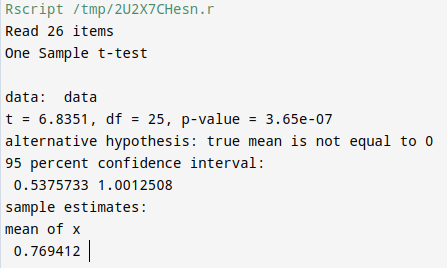 Rscript /tmp/2U2X7CHesn.r
Read 26 items
One Sample t-test
data:  data
t = 6.8351, df = 25, p-value = 3.65e-07
alternative hypothesis: true mean is not equal to 0
95 percent confidence interval:
 0.5375733 1.0012508
sample estimates:
mean of x
 0.769412